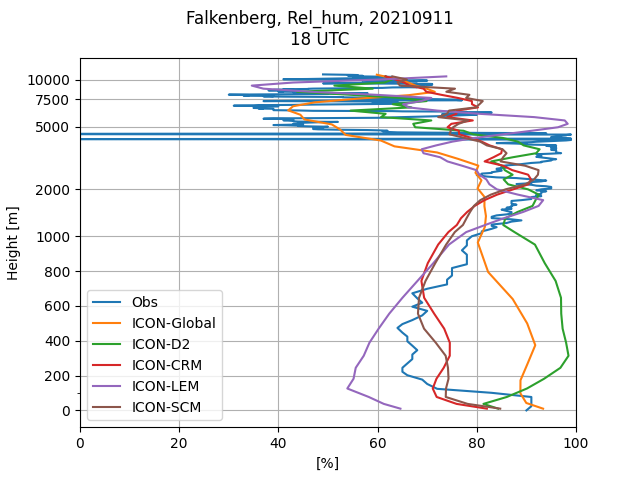 Falkenberg, Rel_hum, 20210911
18 UTC
Height [m]
10000
7500
5000
2000
1000
800
600
400
200
0
Obs
ICON-Global
ICON-D2
ICON-CRM
ICON-LEM
ICON-SCM
0 20 40 60 80 100
[%]